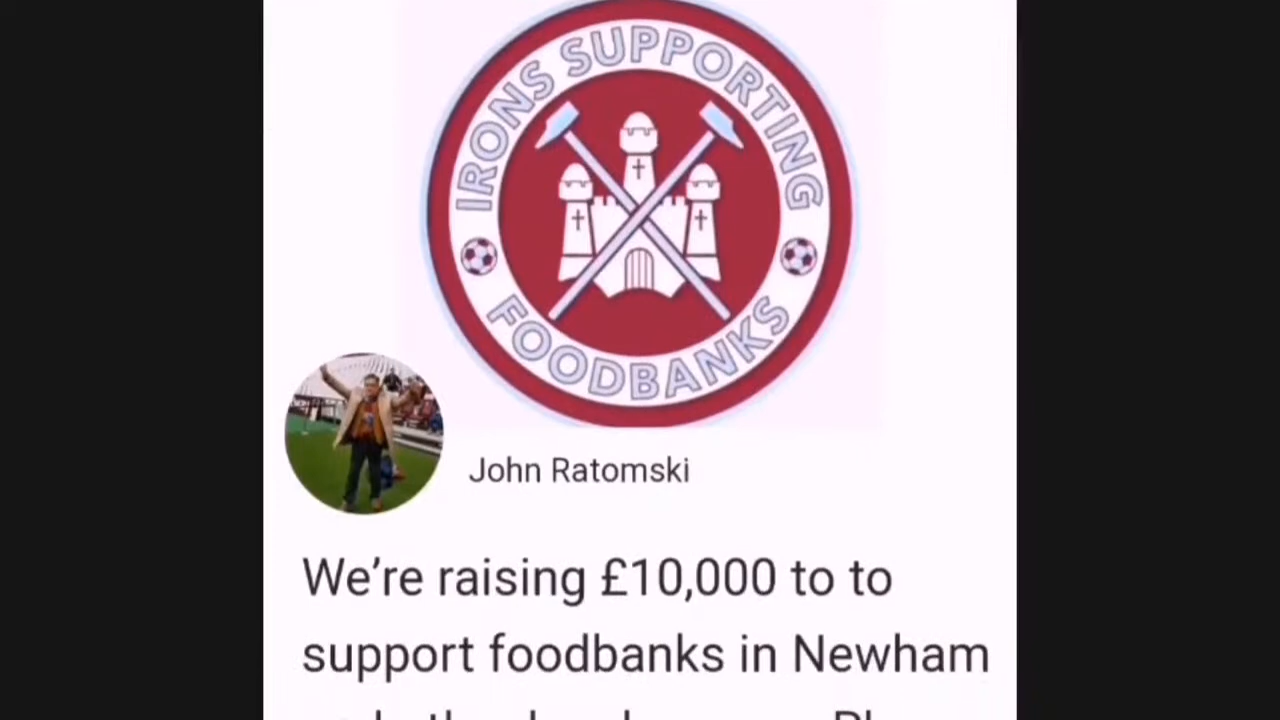 IRONS SUPPORTING
FOODBANKS
John Ratomski
We’re raising £10,000 to to
support foodbanks in Newham